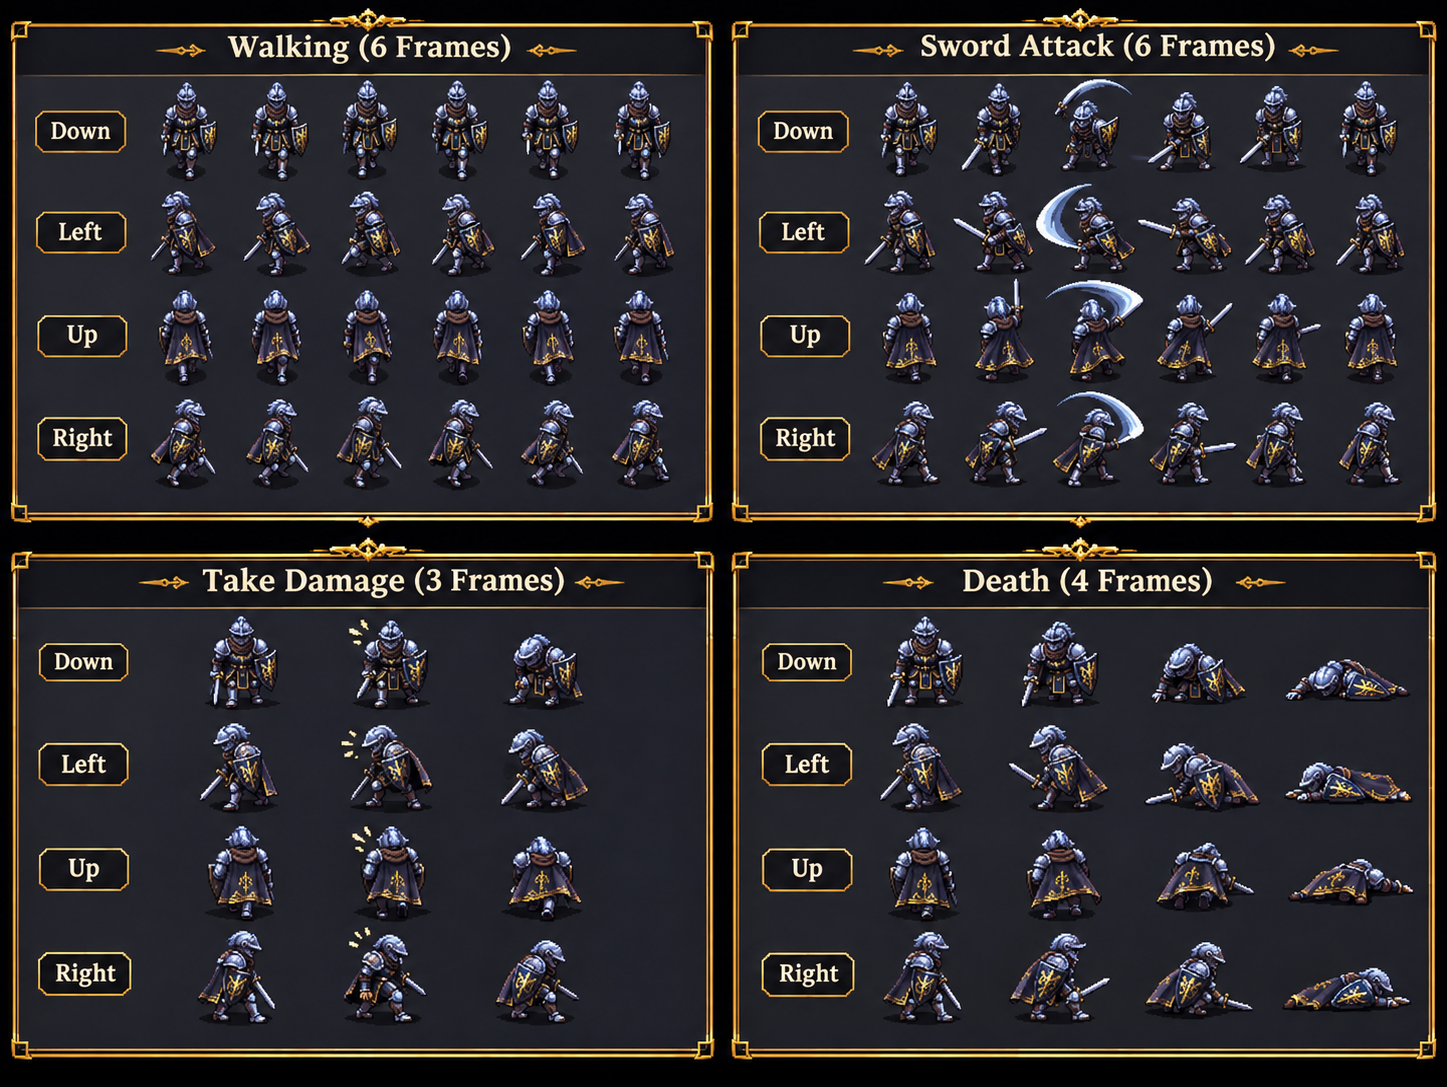 Walking (6 Frames)
Down
Left
Up
Right
Sword Attack (6 Frames)
Down
Left
Up
Right
Take Damage (3 Frames)
Down
Left
Up
Right
Death (4 Frames)
Down
Left
Up
Right